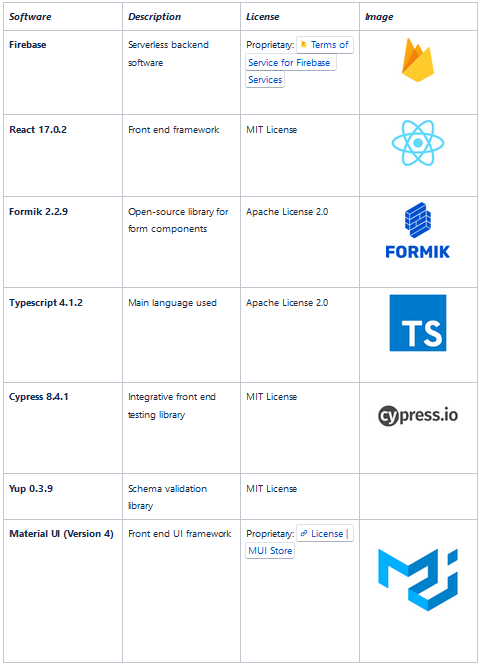 Software Description License Image
Firebase Serverless backend Proprietary: Terms of
software Service for Firebase
Services
React 17.0.2 Front end framework MIT License
Formik 2.2.9 Open-source library for Apache License 2.0
form components
FORMIK
Typescript 4.1.2 Main language used Apache License 2.0
TS
Cypress 8.4.1 Integrative front end MIT License
testing library
cypress.io
Yup 0.3.9 Schema validation MIT License
library
Material UI (Version 4) Front end UI framework Proprietary: License |
MUI Store